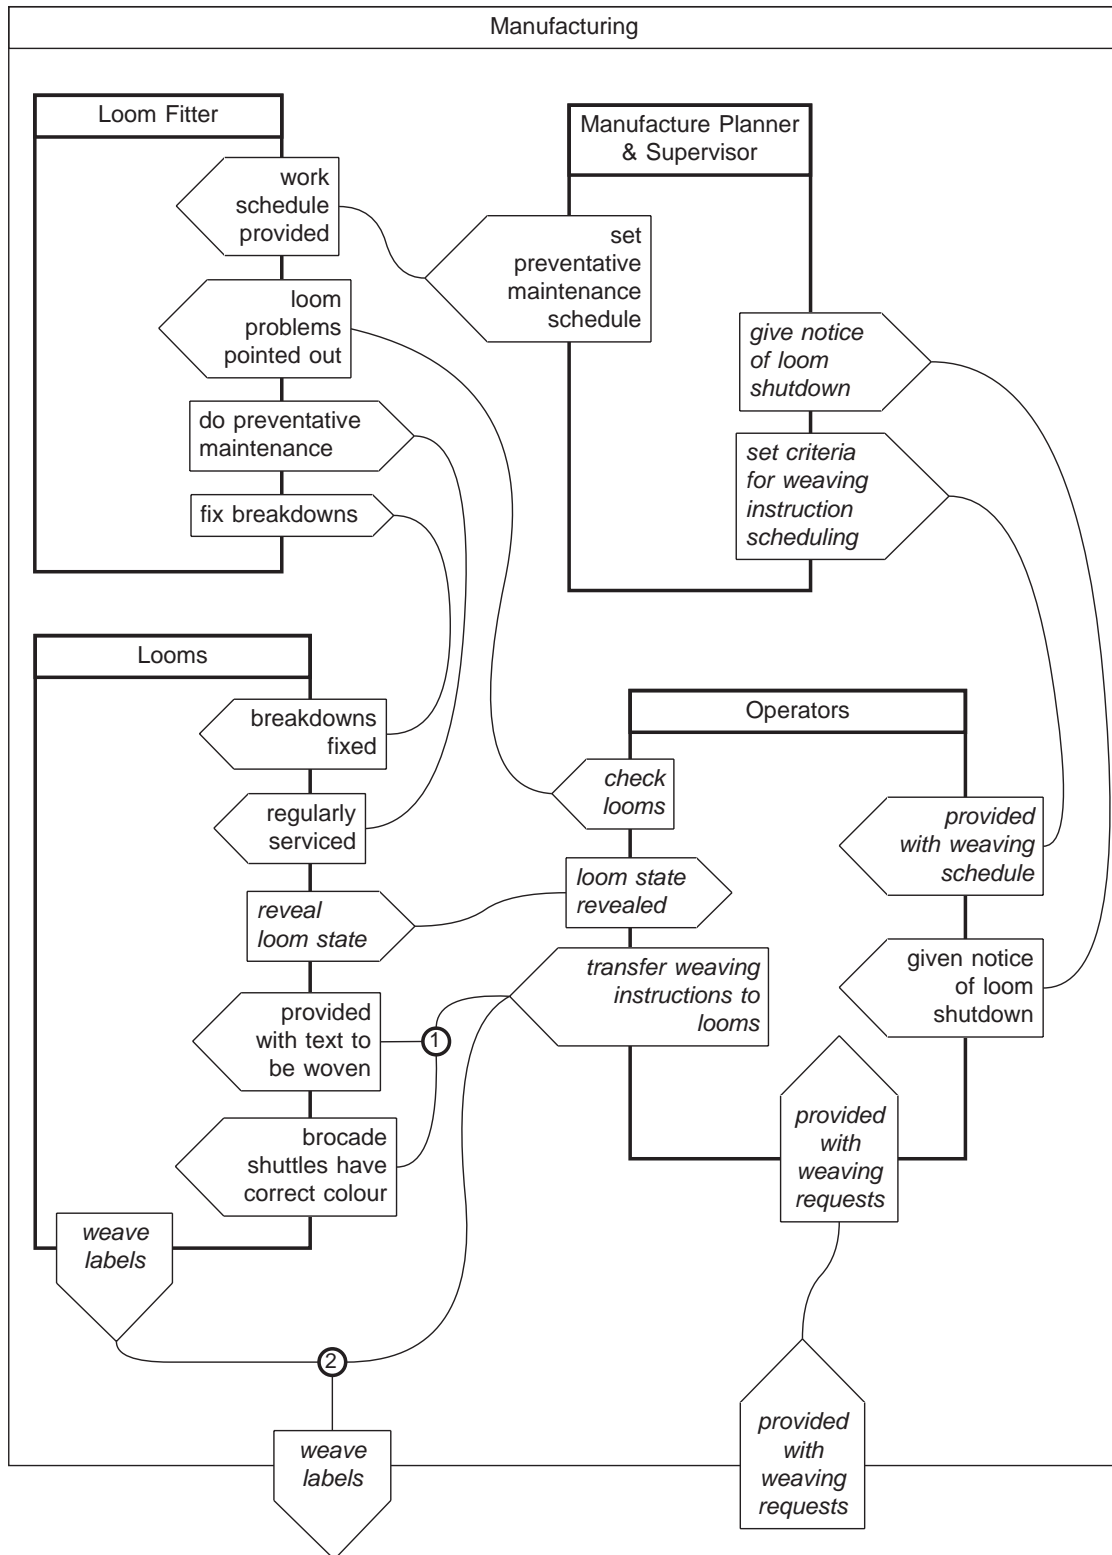 Manufacturing
Loom Fitter
work
schedule
provided
loom
problems
pointed out
do preventative
maintenance
fix breakdowns
Manufacture Planner
& Supervisor
set
preventative
maintenance
schedule
give notice
of loom
shutdown
set criteria
for weaving
instruction
scheduling
Looms
breakdowns
fixed
regularly
serviced
reveal
loom state
provided
with text to
be woven
brocade
shuttles have
correct colour
weave
labels
1
2
Operators
check
looms
loom state
revealed
transfer weaving
instructions to
looms
provided
with weaving
schedule
given notice
of loom
shutdown
provided
with
weaving
requests
weave
labels
provided
with
weaving
requests